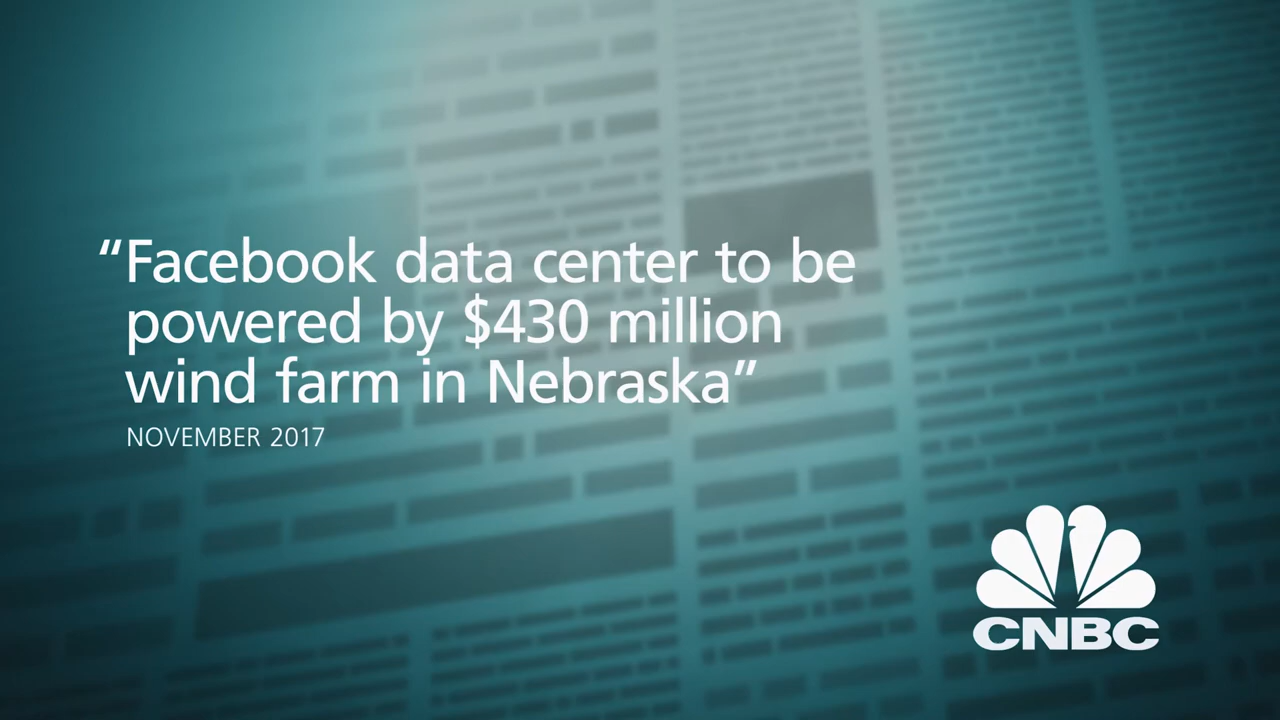 “Facebook data center to be
powered by $430 million
wind farm in Nebraska”
NOVEMBER 2017
CNBC